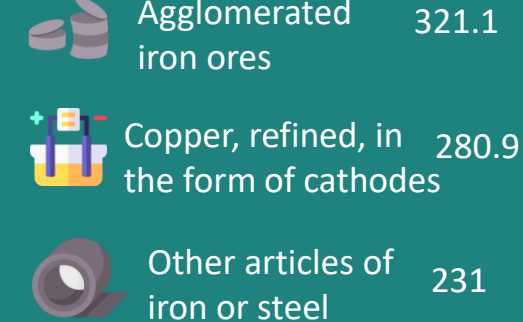 Agglomerated 321.1
iron ores
Copper, refined, in 280.9
the form of cathodes
Other articles of 231
iron or steel